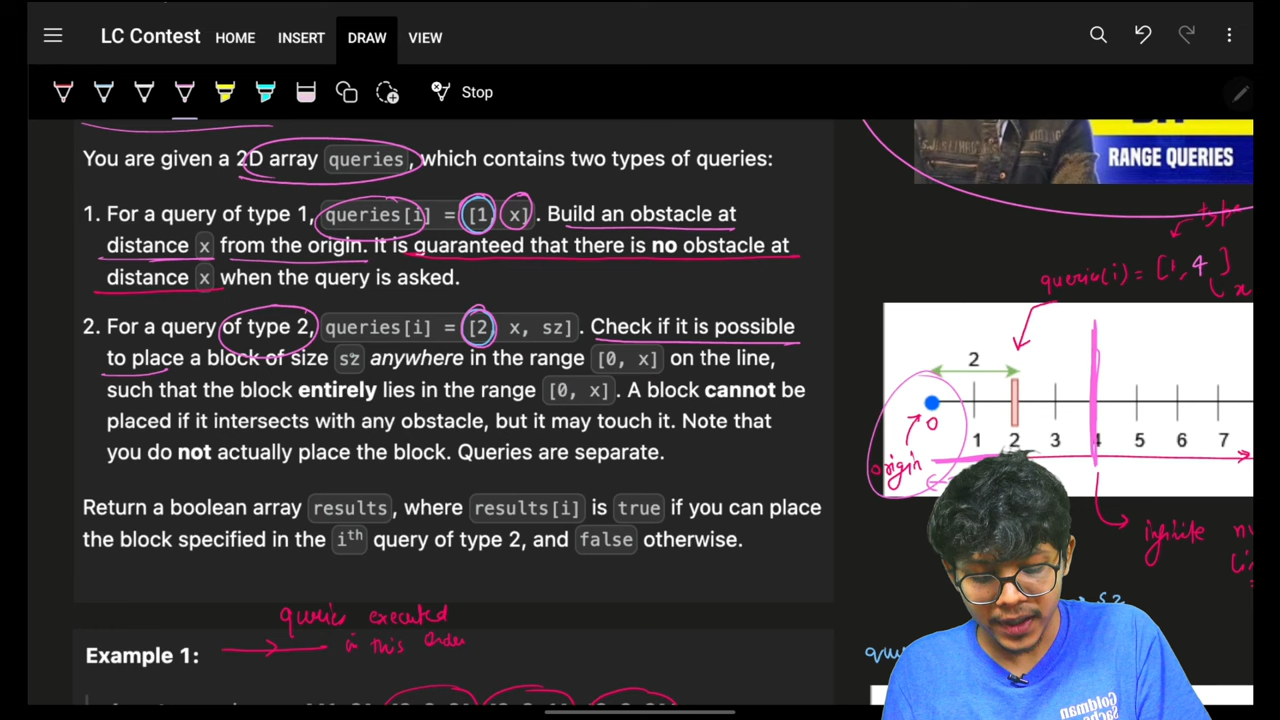 LC Contest HOME INSERT DRAW VIEW
Stop
RANGE QUERIES
You are given a 2D array queries, which contains two types of queries:
1. For a query of type 1, queries[i] = [1, x]. Build an obstacle at
distance x from the origin. It is guaranteed that there is no obstacle at
distance x when the query is asked.
2. For a query of type 2, queries[i] = [2, x, sz]. Check if it is possible
to place a block of size sz anywhere in the range [0, x] on the line,
such that the block entirely lies in the range [0, x]. A block cannot be
placed if it intersects with any obstacle, but it may touch it. Note that
you do not actually place the block. Queries are separate.
Return a boolean array results, where results[i] is true if you can place
the block specified in the ith query of type 2, and false otherwise.
queries executed
in this order
Example 1:
type
queries(i) = [1, 4 ]
x
2
0
1 2 3 4 5 6 7
origin
infinite
sz
Goldman
Sachs